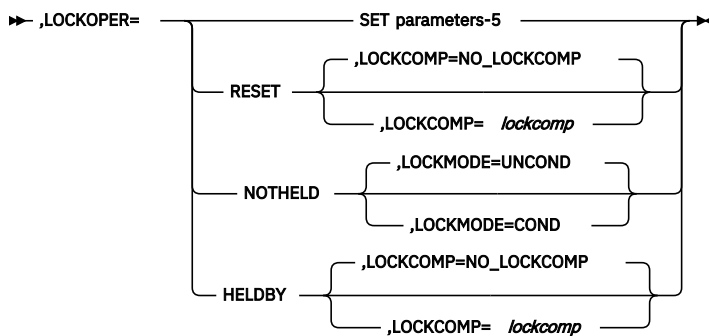 ,LOCKOPER= SET parameters-5
,LOCKCOMP=NO_LOCKCOMP
RESET
,LOCKCOMP= lockcomp
,LOCKMODE=UNCOND
NOTHELD
,LOCKMODE=COND
,LOCKCOMP=NO_LOCKCOMP
HELDBY
,LOCKCOMP= lockcomp